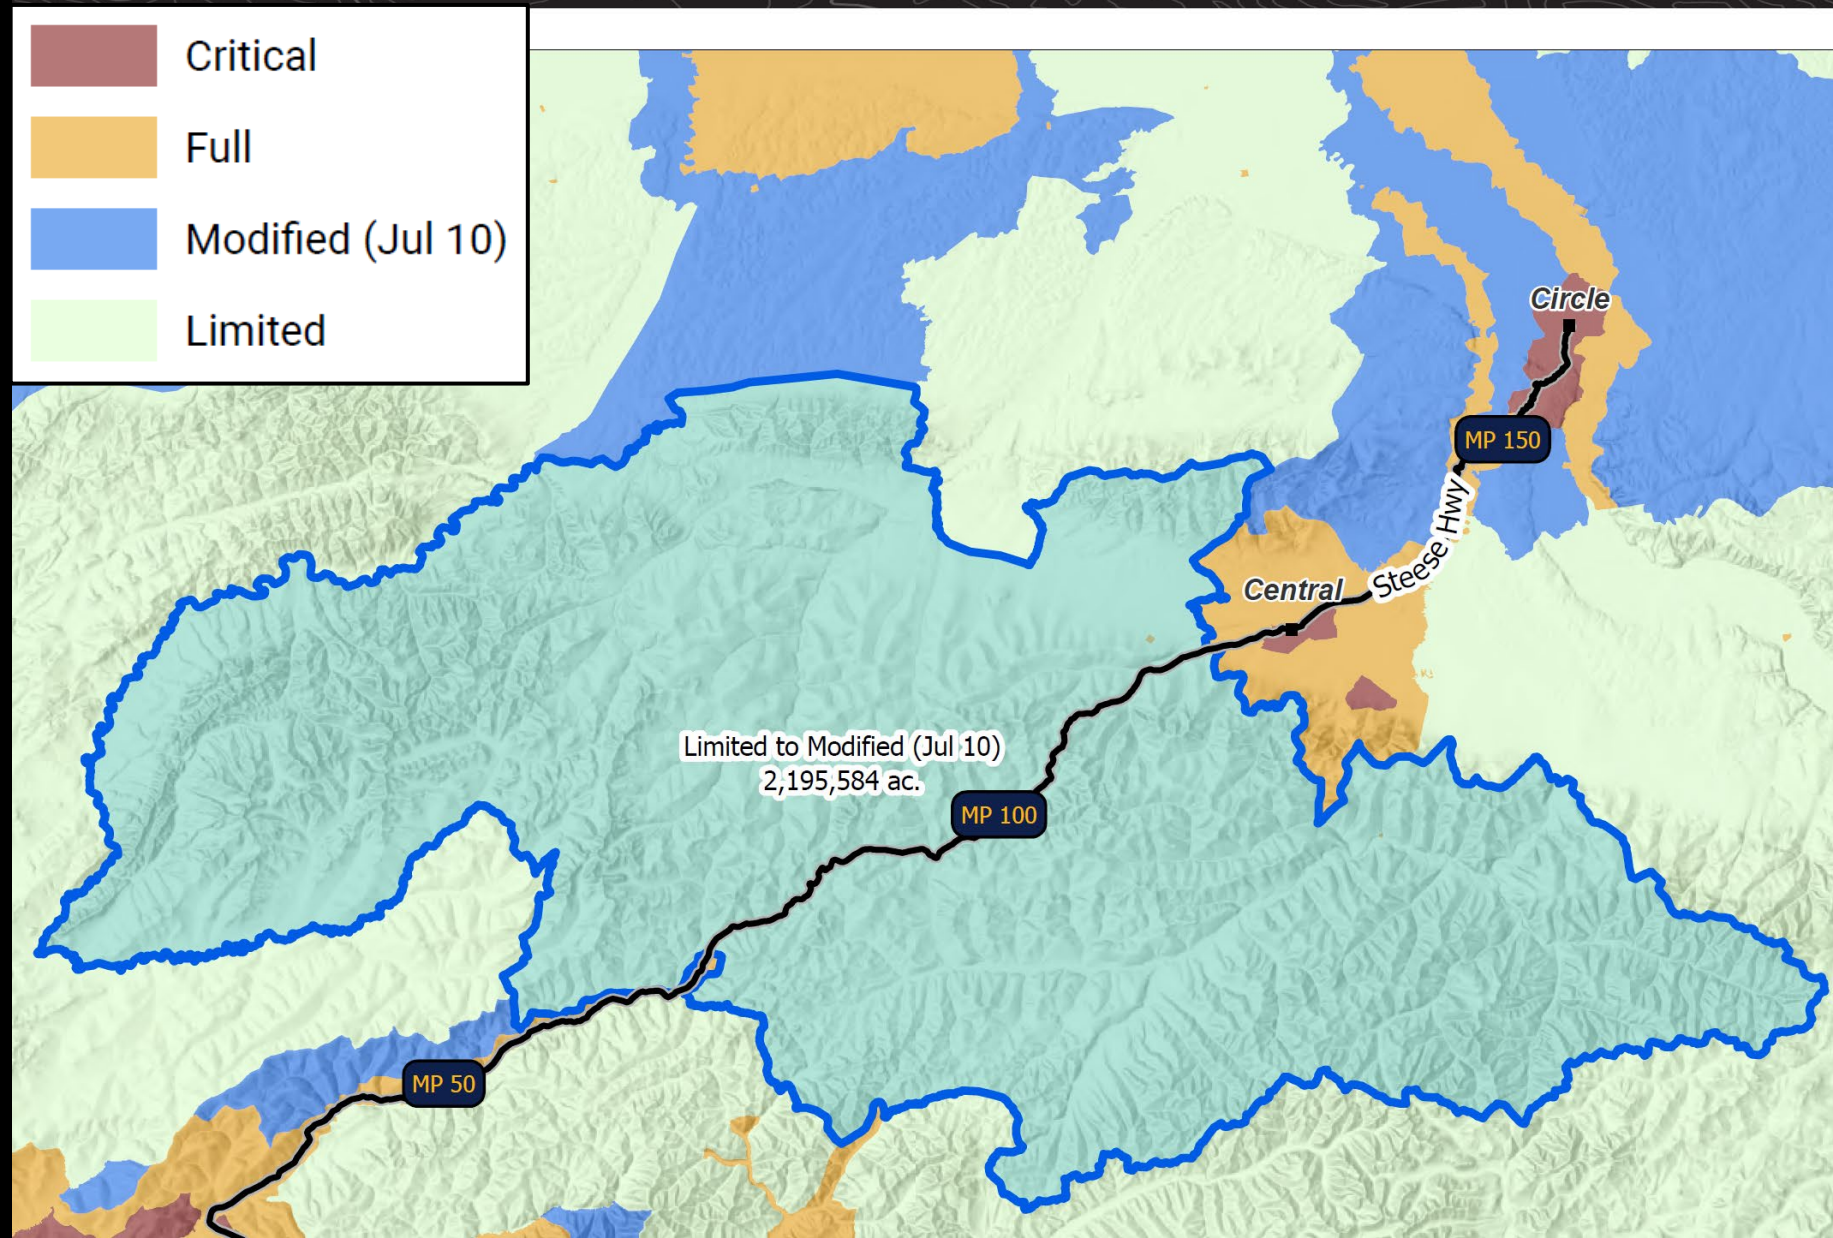 Critical
Full
Modified (Jul 10)
Limited
Circle
MP 150
Steese Hwy
Central
Limited to Modified (Jul 10)
2,195,584 ac.
MP 100
MP 50